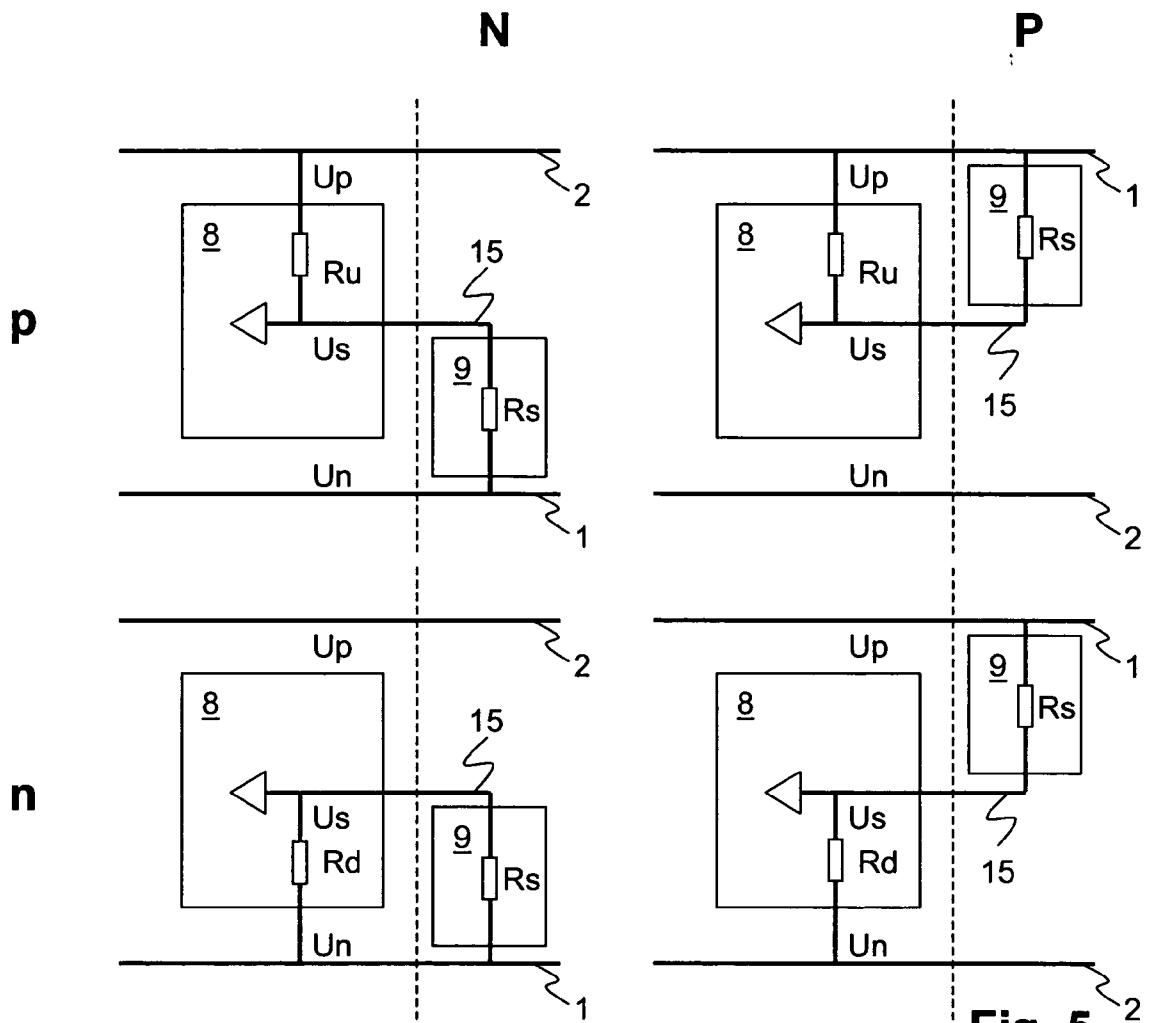 N P
Up 2 Up 9 1
8 Ru 15 8 Ru Rs
p Us 9 Us
Rs 15
Un Un
1 2
Up 2 Up 9 1
8 15 8 Rs
n Us 9 Us
Rd Rs Rd 15
Un Un
1 2
Fig. 5